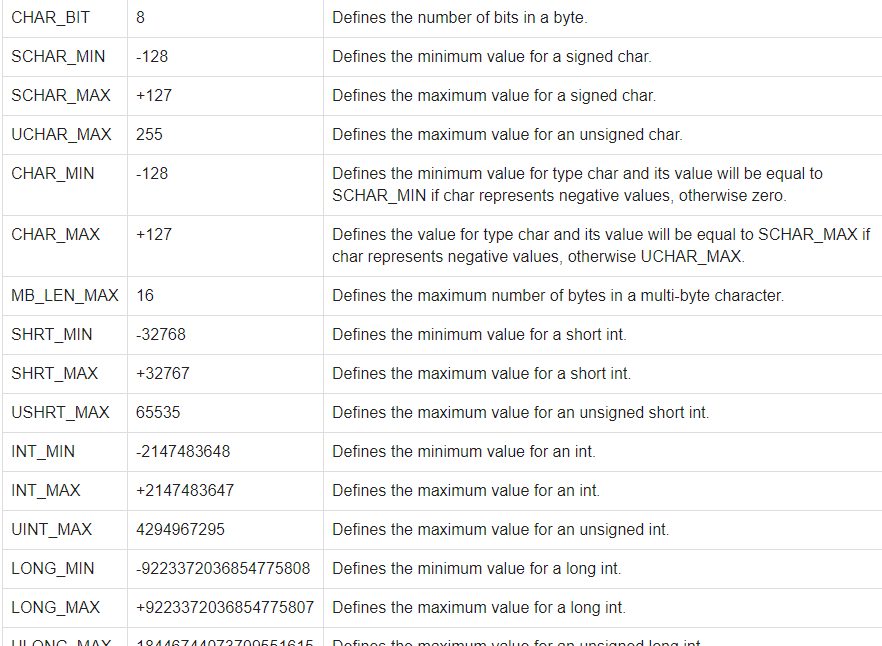 CHAR_BIT 8 Defines the number of bits in a byte.
SCHAR_MIN -128 Defines the minimum value for a signed char.
SCHAR_MAX +127 Defines the maximum value for a signed char.
UCHAR_MAX 255 Defines the maximum value for an unsigned char.
CHAR_MIN -128 Defines the minimum value for type char and its value will be equal to
SCHAR_MIN if char represents negative values, otherwise zero.
CHAR_MAX +127 Defines the value for type char and its value will be equal to SCHAR_MAX if
char represents negative values, otherwise UCHAR_MAX.
MB_LEN_MAX 16 Defines the maximum number of bytes in a multi-byte character.
SHRT_MIN -32768 Defines the minimum value for a short int.
SHRT_MAX +32767 Defines the maximum value for a short int.
USHRT_MAX 65535 Defines the maximum value for an unsigned short int.
INT_MIN -2147483648 Defines the minimum value for an int.
INT_MAX +2147483647 Defines the maximum value for an int.
UINT_MAX 4294967295 Defines the maximum value for an unsigned int.
LONG_MIN -9223372036854775808 Defines the minimum value for a long int.
LONG_MAX +9223372036854775807 Defines the maximum value for a long int.
ULONG_MAX 18446744073709551615 Defines the maximum value for an unsigned long int.